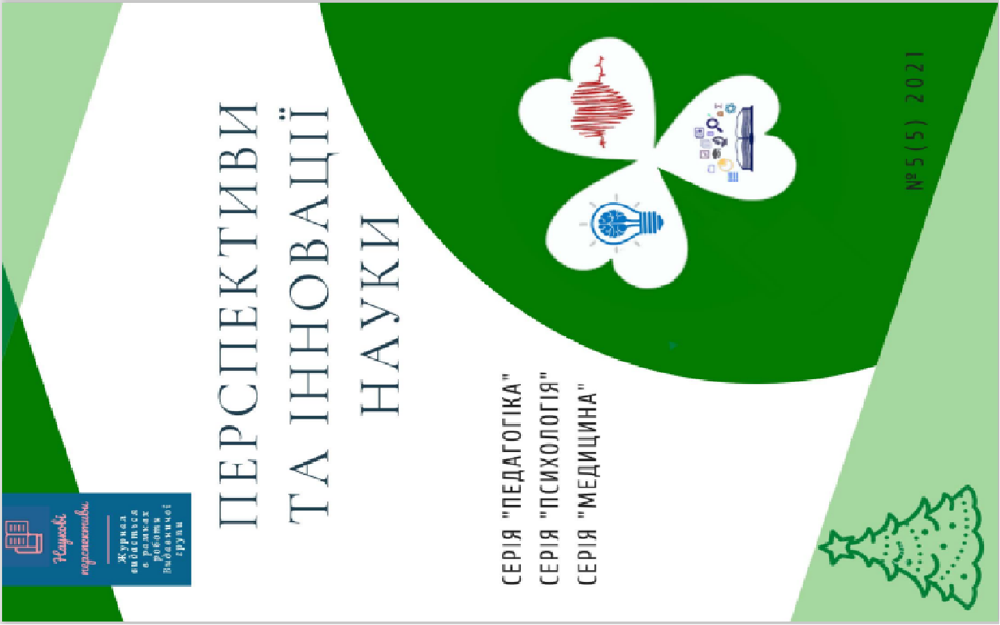 Наукові
перспективи
Журнал
видається
в рамках
роботи
Видавничої
групи
ПЕРСПЕКТИВИ
ТА ІННОВАЦІЇ
НАУКИ
СЕРІЯ "ПЕДАГОГІКА"
СЕРІЯ "ПСИХОЛОГІЯ"
СЕРІЯ "МЕДИЦИНА"
№5(5) 2021